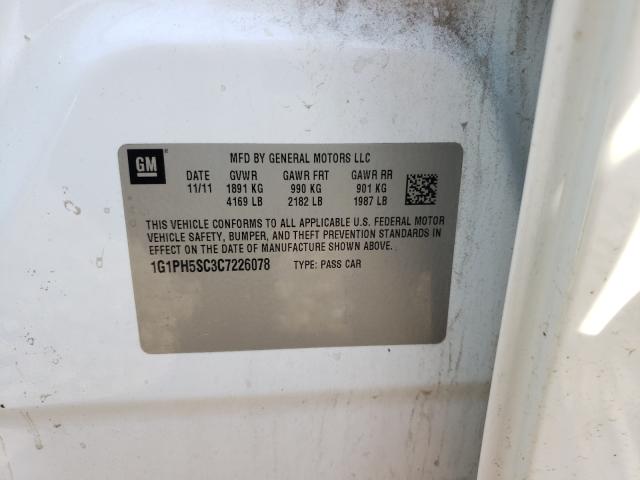 GM
MFD BY GENERAL MOTORS LLC
DATE GVWR GAWR FRT GAWR RR
11/11 1891 KG 990 KG 901 KG
4169 LB 2182 LB 1987 LB
THIS VEHICLE CONFORMS TO ALL APPLICABLE U.S. FEDERAL MOTOR
VEHICLE SAFETY, BUMPER, AND THEFT PREVENTION STANDARDS IN
EFFECT ON THE DATE OF MANUFACTURE SHOWN ABOVE.
1G1PH5SC3C7226078 TYPE: PASS CAR